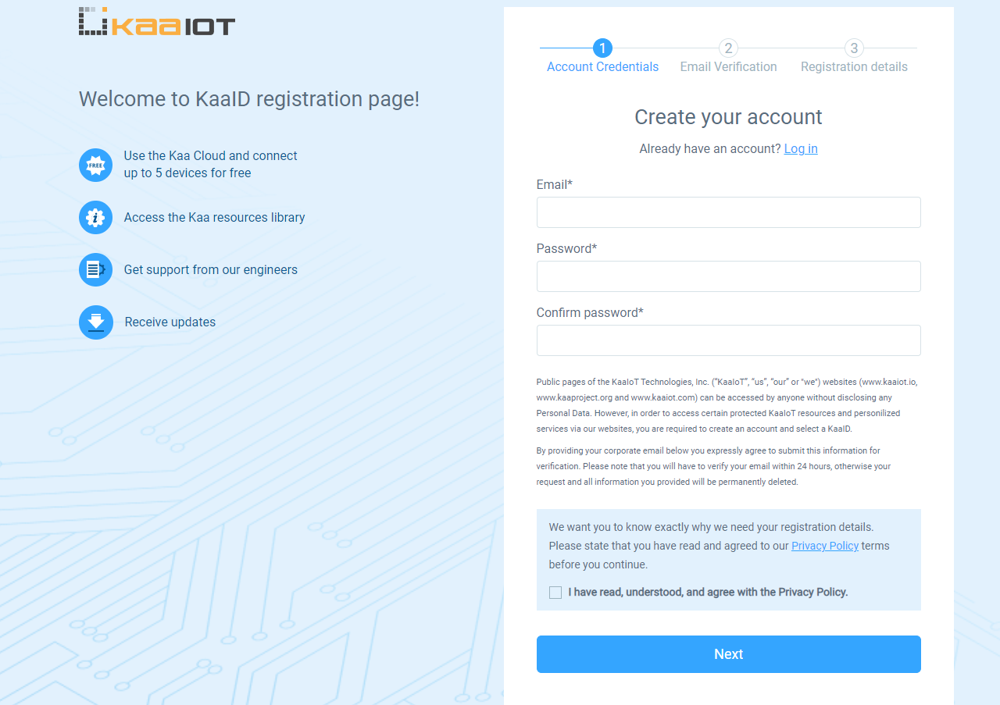 KaaIOT
Welcome to KaaID registration page!
FREE
Use the Kaa Cloud and connect
up to 5 devices for free
i
Access the Kaa resources library
Get support from our engineers
Receive updates
1
2
3
Account Credentials
Email Verification
Registration details
Create your account
Already have an account? Log in
Email*
Password*
Confirm password*
Public pages of the KaaIoT Technologies, Inc. (“KaaIoT”, “us”, “our” or "we") websites (www.kaaiot.io,
www.kaaproject.org and www.kaaiot.com) can be accessed by anyone without disclosing any
Personal Data. However, in order to access certain protected KaaIoT resources and personilized
services via our websites, you are required to create an account and select a KaaID.
By providing your corporate email below you expressly agree to submit this information for
verification. Please note that you will have to verify your email within 24 hours, otherwise your
request and all information you provided will be permanently deleted.
We want you to know exactly why we need your registration details.
Please state that you have read and agreed to our Privacy Policy terms
before you continue.
I have read, understood, and agree with the Privacy Policy.
Next